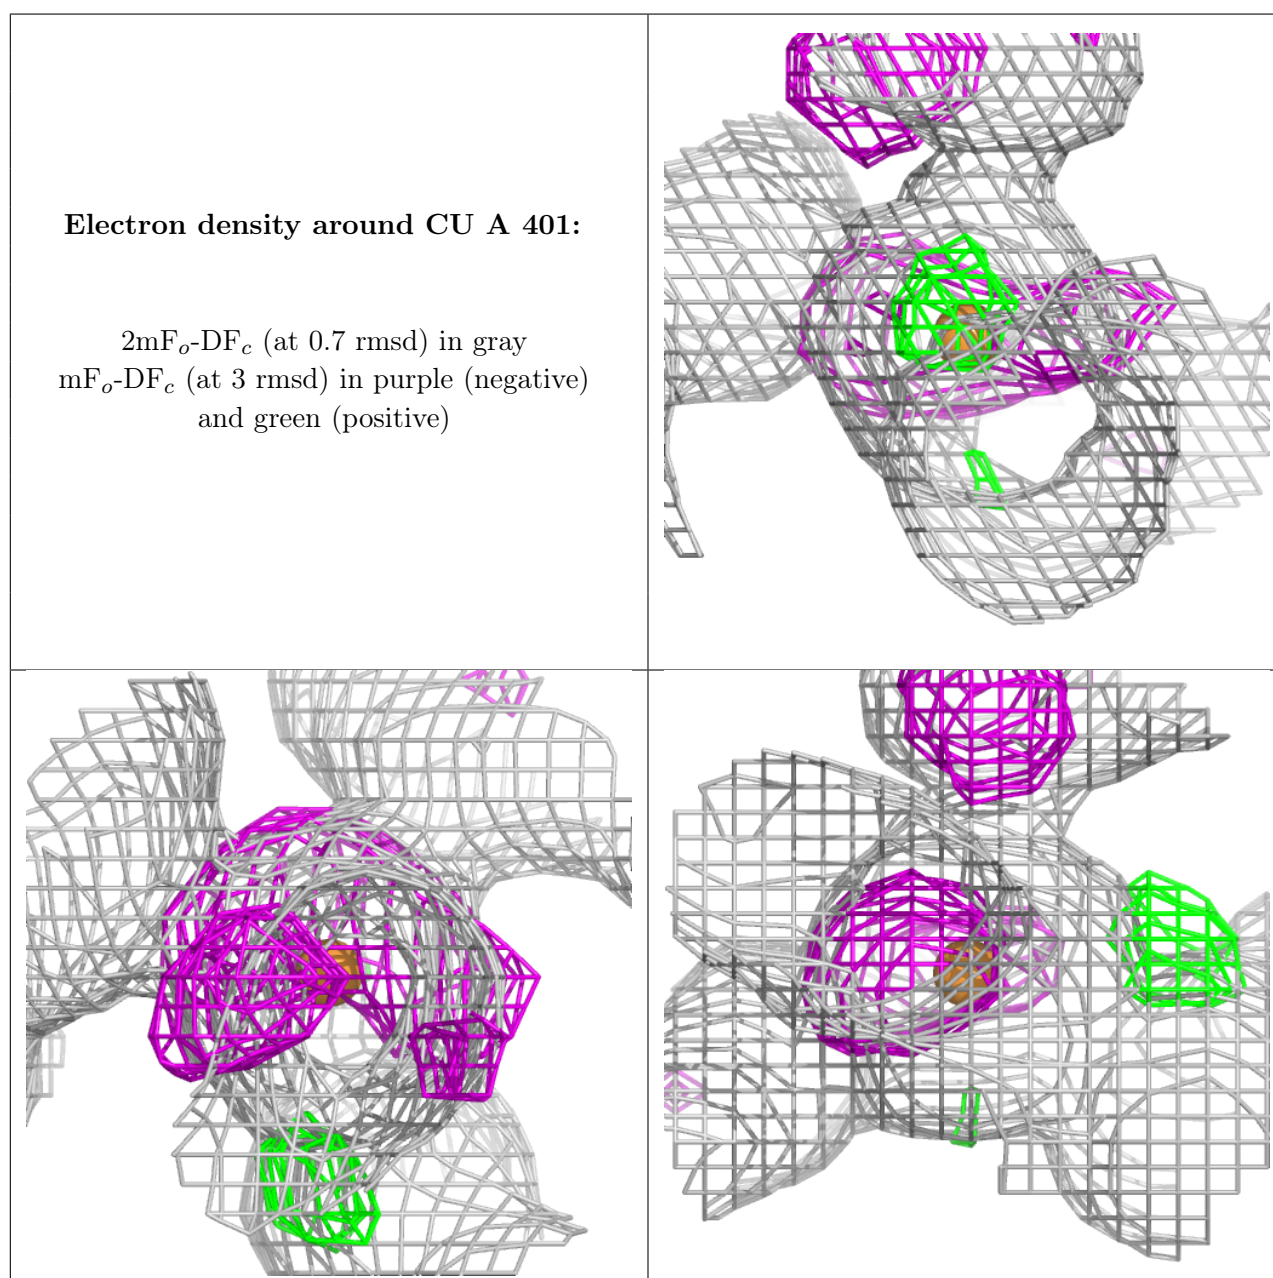 Electron density around CU A 401:
2mFo-DFc (at 0.7 rmsd) in gray
mFo-DFc (at 3 rmsd) in purple (negative)
and green (positive)